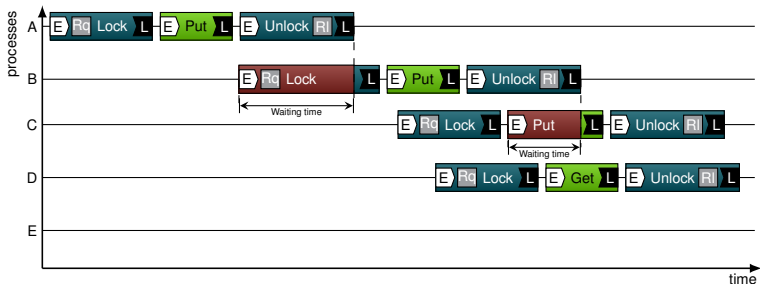 processes
A E Rq Lock L E Put L E Unlock Rl L
B E Rq Lock L E Put L E Unlock Rl L
Waiting time
C E Rq Lock L E Put L E Unlock Rl L
Waiting time
D E Rq Lock L E Get L E Unlock Rl L
E
time